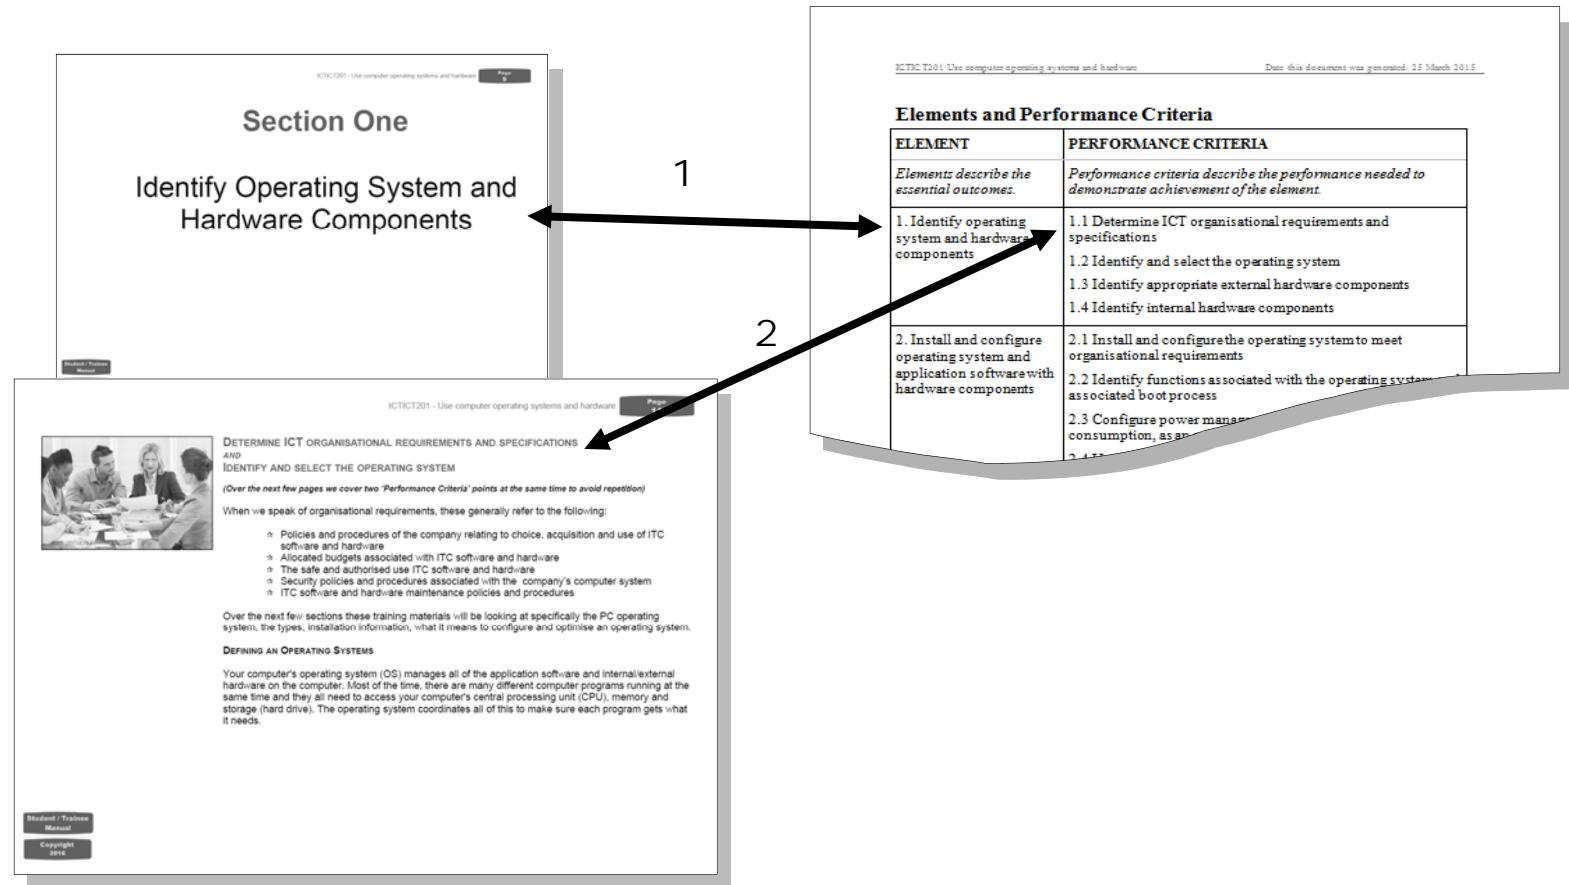 ICTICT201 - Use computer operating systems and hardware
Page
9
Section One
Identify Operating System and
Hardware Components
Student / Trainee
Manual
1
2
ICTICT201 Use computer operating systems and hardware
Date this document was generated: 25 March 2015
Elements and Performance Criteria
ELEMENT
PERFORMANCE CRITERIA
Elements describe the
essential outcomes.
Performance criteria describe the performance needed to
demonstrate achievement of the element.
1. Identify operating
system and hardware
components
1.1 Determine ICT organisational requirements and
specifications
1.2 Identify and select the operating system
1.3 Identify appropriate external hardware components
1.4 Identify internal hardware components
2. Install and configure
operating system and
application software with
hardware components
2.1 Install and configure the operating system to meet
organisational requirements
2.2 Identify functions associated with the operating system
associated boot process
2.3 Configure power
consumption, as
ICTICT201 - Use computer operating systems and hardware
Page
DETERMINE ICT ORGANISATIONAL REQUIREMENTS AND SPECIFICATIONS
AND
IDENTIFY AND SELECT THE OPERATING SYSTEM
(Over the next few pages we cover two 'Performance Criteria' points at the same time to avoid repetition)
When we speak of organisational requirements, these generally refer to the following:
☆ Policies and procedures of the company relating to choice, acquisition and use of ITC
software and hardware
☆ Allocated budgets associated with ITC software and hardware
☆ The safe and authorised use ITC software and hardware
☆ Security policies and procedures associated with the company's computer system
☆ ITC software and hardware maintenance policies and procedures
Over the next few sections these training materials will be looking at specifically the PC operating
system, the types, installation information, what it means to configure and optimise an operating system.
DEFINING AN OPERATING SYSTEMS
Your computer's operating system (OS) manages all of the application software and internal/external
hardware on the computer. Most of the time, there are many different computer programs running at the
same time and they all need to access your computer's central processing unit (CPU), memory and
storage (hard drive). The operating system coordinates all of this to make sure each program gets what
it needs.
Student / Trainee
Manual
Copyright
2016